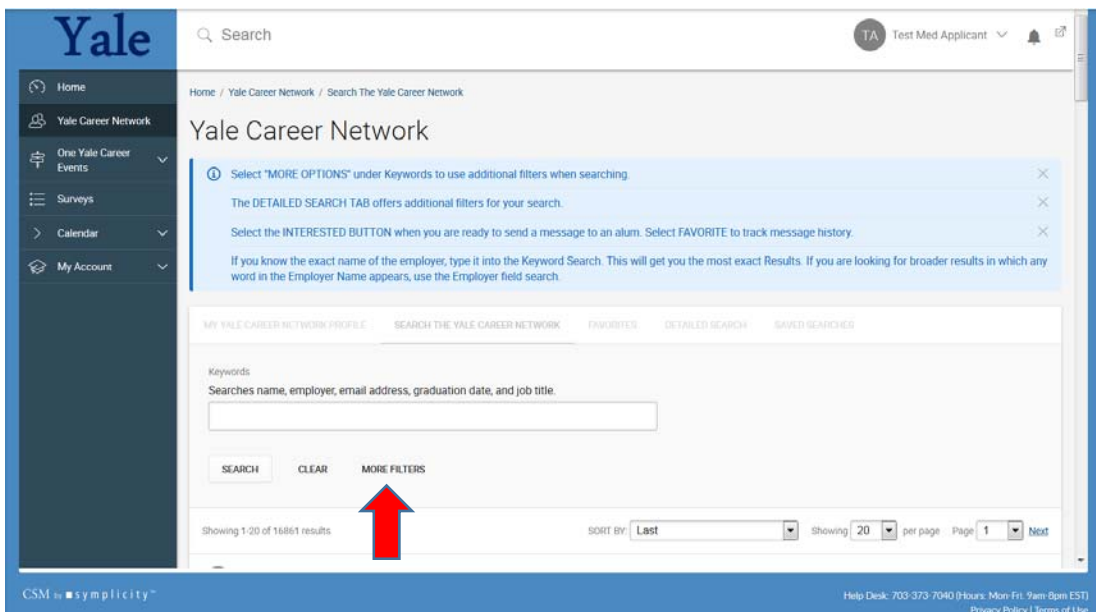 Yale
Search
TA
Test Med Applicant
Home
Yale Career Network
One Yale Career
Events
Surveys
Calendar
My Account
Home / Yale Career Network / Search The Yale Career Network
Yale Career Network
Select "MORE OPTIONS" under Keywords to use additional filters when searching.
The DETAILED SEARCH TAB offers additional filters for your search.
Select the INTERESTED BUTTON when you are ready to send a message to an alum. Select FAVORITE to track message history.
If you know the exact name of the employer, type it into the Keyword Search. This will get you the most exact Results. If you are looking for broader results in which any
word in the Employer Name appears, use the Employer field search.
MY YALE CAREER NETWORK PROFILE SEARCH THE YALE CAREER NETWORK FAVORITES DETAILED SEARCH SAVED SEARCHES
Keywords
Searches name, employer, email address, graduation date, and job title.
SEARCH CLEAR MORE FILTERS
Showing 1-20 of 16861 results
SORT BY: Last
Showing 20 per page Page 1 Next
CSM by symplicity™
Help Desk: 703-373-7040 (Hours: Mon-Fri. 9am-8pm EST)
Privacy Policy | Terms of Use